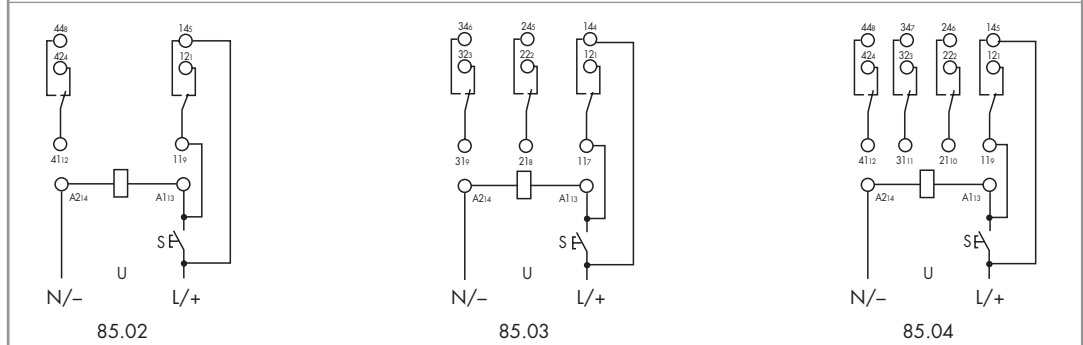 44₈ 14₅
42₄ 12₁
41₁₂ 11₉
A2₁₄ A1₁₃
S
U
N/– L/+
85.02
34₆ 24₅ 14₄
32₃ 22₂ 12₁
31₉ 21₈ 11₇
A2₁₄ A1₁₃
S
U
N/– L/+
85.03
44₈ 34₇ 24₆ 14₅
42₄ 32₃ 22₂ 12₁
41₁₂ 31₁₁ 21₁₀ 11₉
A2₁₄ A1₁₃
S
U
N/– L/+
85.04